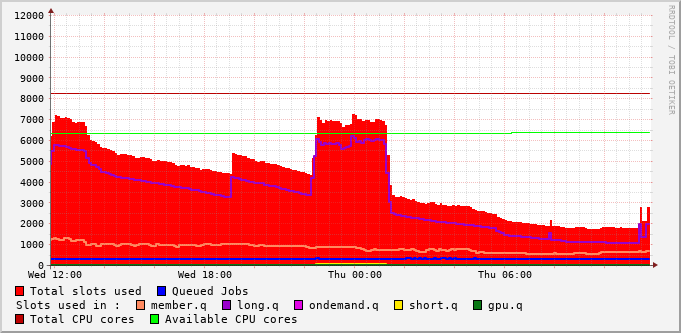 RRDTOOL / TOBI OETIKER
12000
11000
10000
9000
8000
7000
6000
5000
4000
3000
2000
1000
0
Wed 12:00 Wed 18:00 Thu 00:00 Thu 06:00
Total slots used Queued Jobs
Slots used in : member.q long.q ondemand.q short.q gpu.q
Total CPU cores Available CPU cores